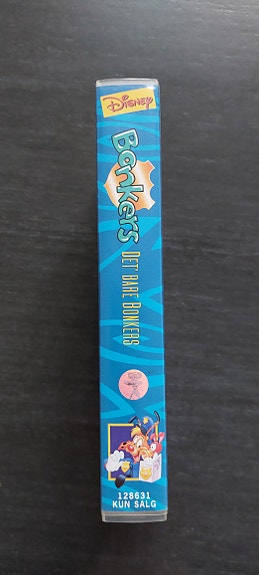 Disney
Bonkers
DET BARE BONKERS
128631
KUN SALG